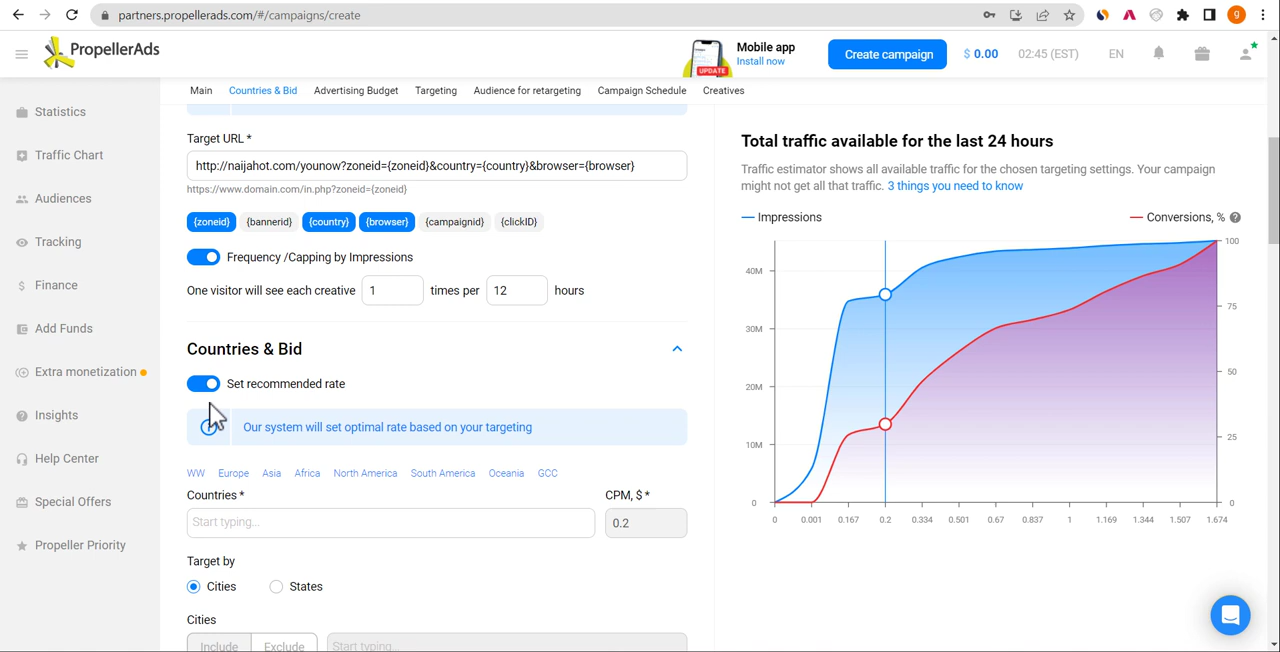 partners.propellerads.com/#/campaigns/create
g
PropellerAds
UPDATE
Mobile app
Install now
Create campaign
$ 0.00
02:45 (EST)
EN
Main
Countries & Bid
Advertising Budget
Targeting
Audience for retargeting
Campaign Schedule
Creatives
Statistics
Traffic Chart
Audiences
Tracking
Finance
Add Funds
Extra monetization
Insights
Help Center
Special Offers
Propeller Priority
Target URL *
http://naijahot.com/younow?zoneid={zoneid}&country={country}&browser={browser}
https://www.domain.com/in.php?zoneid={zoneid}
{zoneid} {bannerid} {country} {browser} {campaignid} {clickID}
Frequency /Capping by Impressions
One visitor will see each creative 1 times per 12 hours
Countries & Bid
Set recommended rate
Our system will set optimal rate based on your targeting
WW Europe Asia Africa North America South America Oceania GCC
Countries * CPM, $ *
Start typing... 0.2
Target by
Cities States
Cities
Include Exclude Start typing...
Total traffic available for the last 24 hours
Traffic estimator shows all available traffic for the chosen targeting settings. Your campaign
might not get all that traffic. 3 things you need to know
Impressions Conversions, % ?
40M
30M
20M
10M
0
100
75
50
25
0
0 0.001 0.167 0.2 0.334 0.501 0.67 0.837 1 1.169 1.344 1.507 1.674